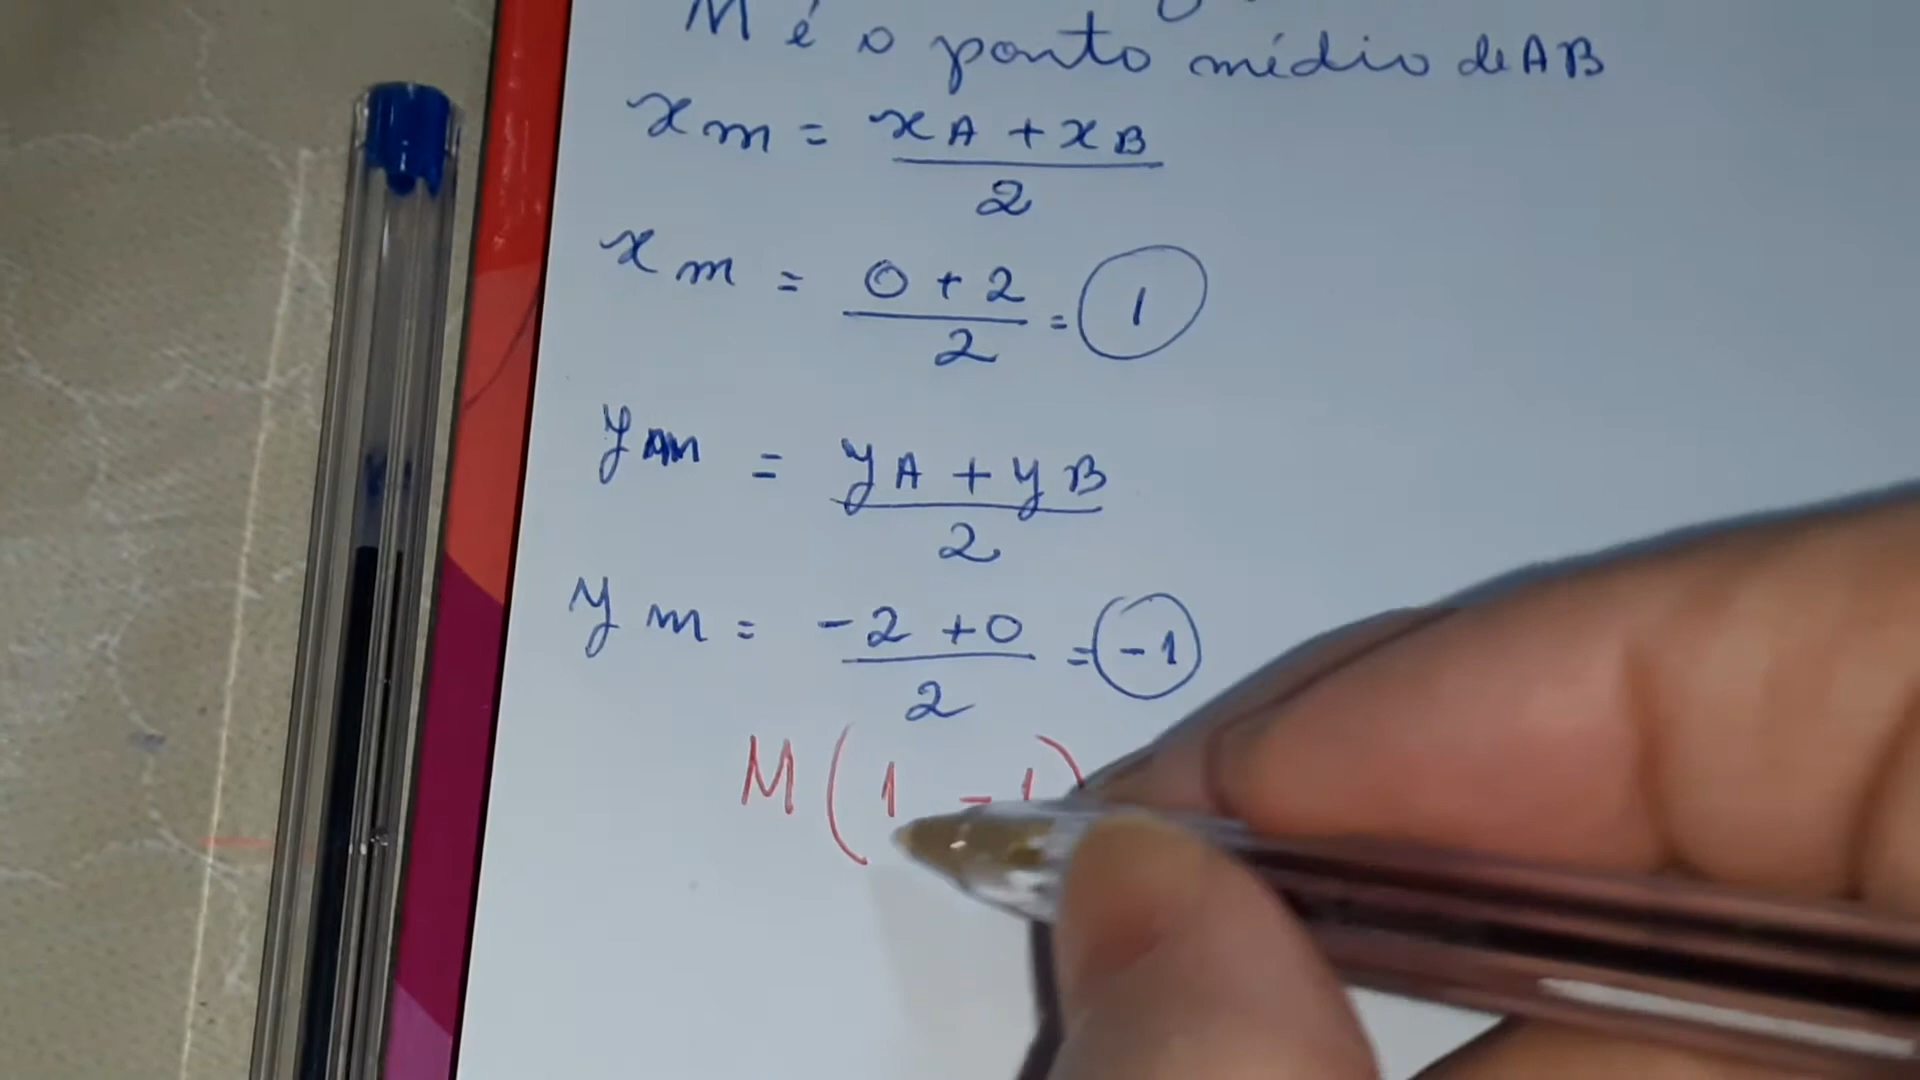 M é o ponto médio de AB
xm = xA + xB / 2
xm = 0 + 2 / 2 = 1
ym = yA + yB / 2
ym = -2 + 0 / 2 = -1
M ( 1 -1 )